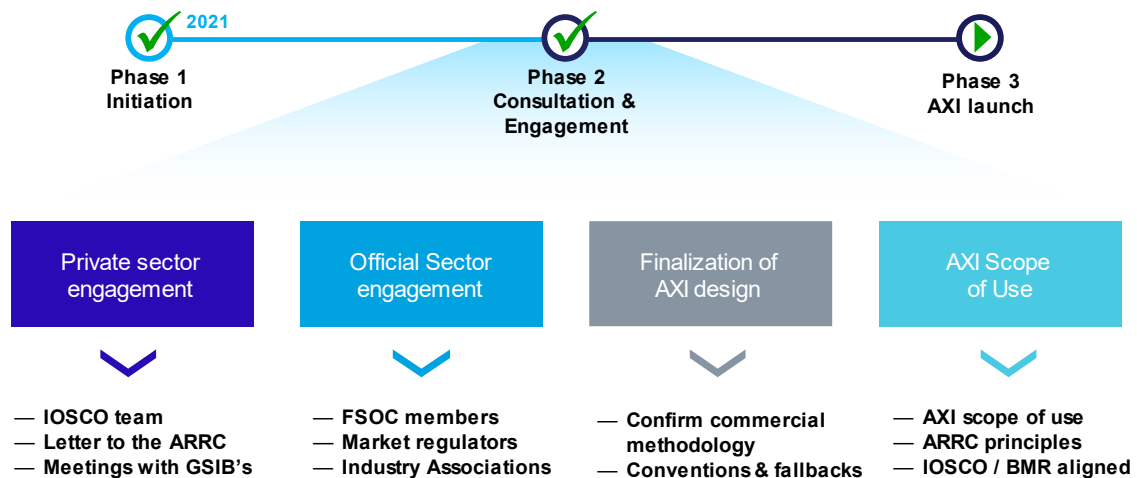 2021
Phase 1
Initiation
Phase 2
Consultation &
Engagement
Phase 3
AXI launch
Private sector
engagement
Official Sector
engagement
Finalization of
AXI design
AXI Scope
of Use
— IOSCO team
— Letter to the ARRC
— Meetings with GSIB's
— FSOC members
— Market regulators
— Industry Associations
— Confirm commercial
methodology
— Conventions & fallbacks
— AXI scope of use
— ARRC principles
— IOSCO / BMR aligned